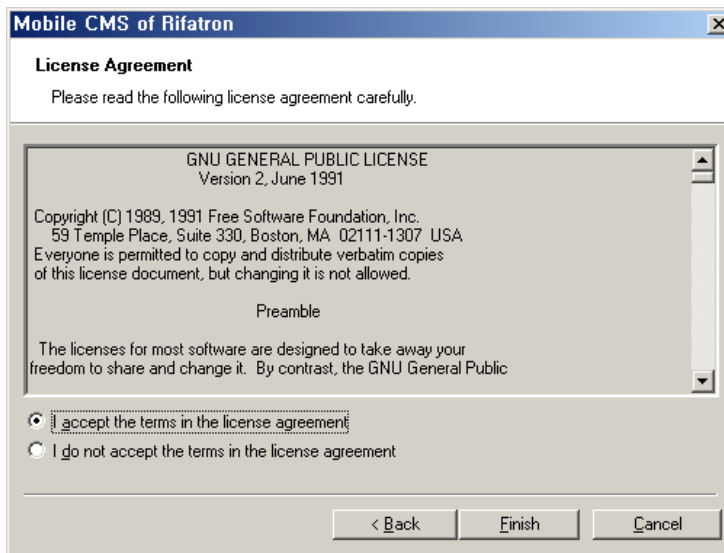 Mobile CMS of Rifatron
License Agreement
Please read the following license agreement carefully.
GNU GENERAL PUBLIC LICENSE
Version 2, June 1991
Copyright (C) 1989, 1991 Free Software Foundation, Inc.
59 Temple Place, Suite 330, Boston, MA 02111-1307 USA
Everyone is permitted to copy and distribute verbatim copies
of this license document, but changing it is not allowed.
Preamble
The licenses for most software are designed to take away your
freedom to share and change it. By contrast, the GNU General Public
I accept the terms in the license agreement
I do not accept the terms in the license agreement
< Back Finish Cancel